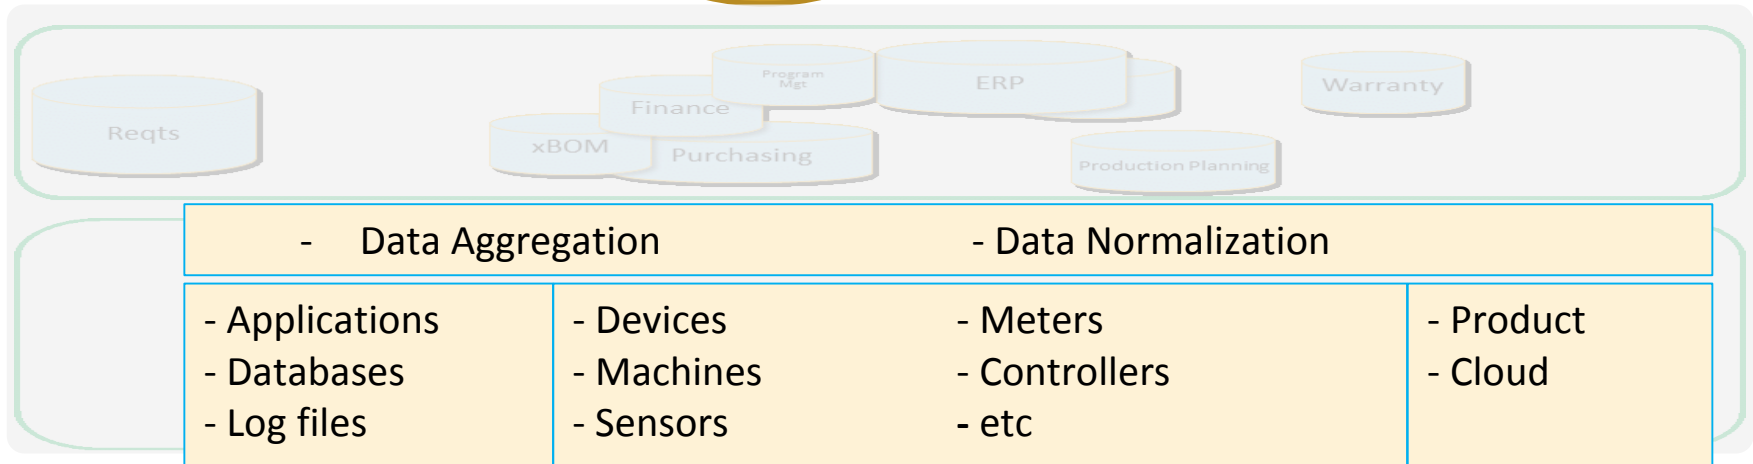 Program
Mgt
ERP
Warranty
Finance
Reqts
xBOM
Purchasing
Production Planning
- Data Aggregation
- Data Normalization
- Applications
- Databases
- Log files
- Devices
- Machines
- Sensors
- Meters
- Controllers
- etc
- Product
- Cloud